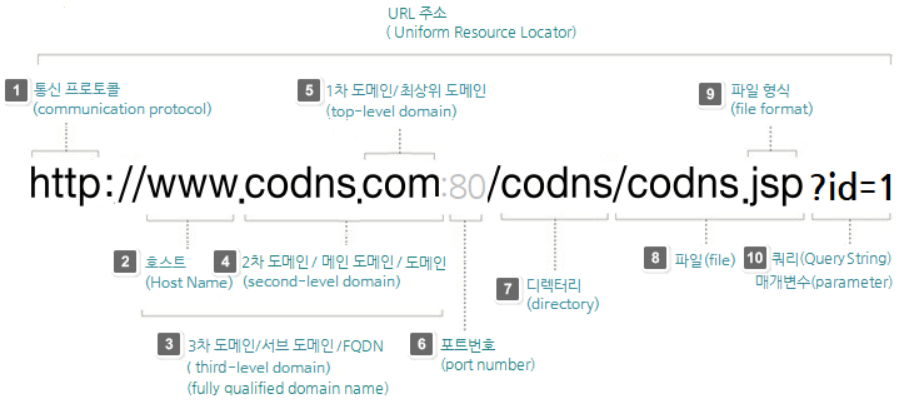 URL 주소
( Uniform Resource Locator)
1 통신 프로토콜
(communication protocol)
5 1차 도메인/최상위 도메인
(top-level domain)
9 파일 형식
(file format)
http://www.codns.com:80/codns/codns.jsp ?id=1
2 호스트
(Host Name)
4 2차 도메인 / 메인 도메인 / 도메인
(second-level domain)
7 디렉터리
(directory)
8 파일(file)
10 쿼리(Query String)
매개변수(parameter)
3 3차 도메인/서브 도메인/FQDN
( third-level domain)
(fully qualified domain name)
6 포트번호
(port number)